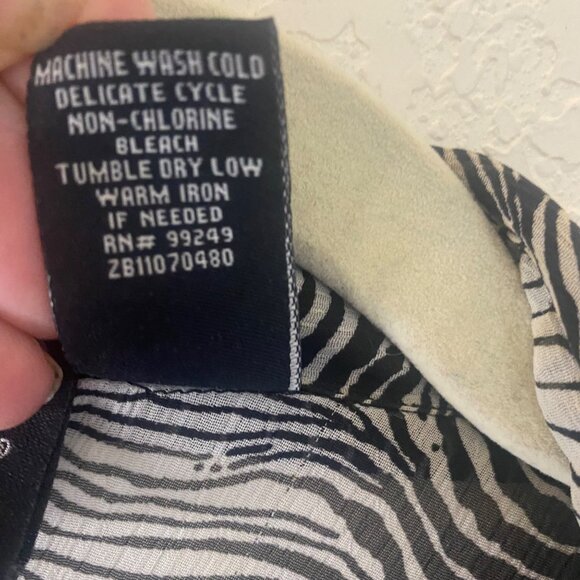 MACHINE WASH COLD
DELICATE CYCLE
NON-CHLORINE
BLEACH
TUMBLE DRY LOW
WARM IRON
IF NEEDED
RN# 99249
ZB11070480